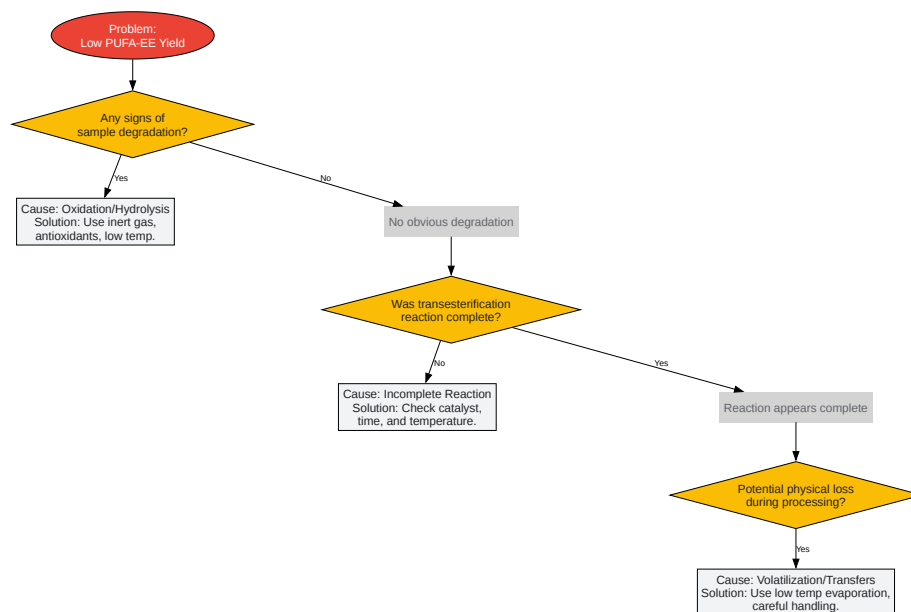 Problem:
Low PUFA-EE Yield
Any signs of
sample degradation?
Yes
No
Cause: Oxidation/Hydrolysis
Solution: Use inert gas,
antioxidants, low temp.
No obvious degradation
Was transesterification
reaction complete?
No
Yes
Cause: Incomplete Reaction
Solution: Check catalyst,
time, and temperature.
Reaction appears complete
Potential physical loss
during processing?
Yes
Cause: Volatilization/Transfers
Solution: Use low temp evaporation,
careful handling.